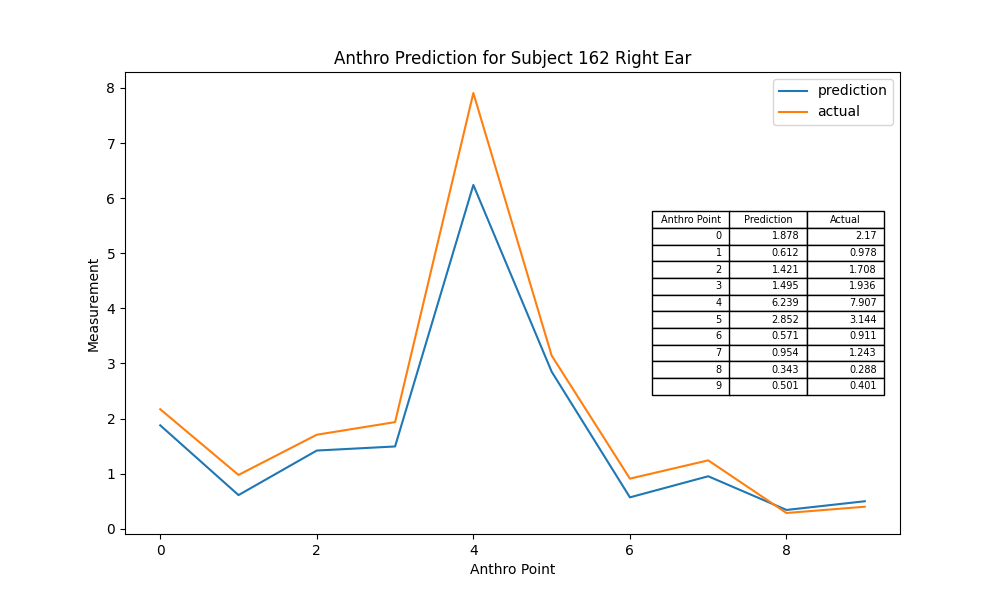 Anthro Prediction for Subject 162 Right Ear
prediction
actual
8
7
6
5
4
3
2
1
0
Measurement
Anthro Point Prediction Actual
0 1.878 2.17
1 0.612 0.978
2 1.421 1.708
3 1.495 1.936
4 6.239 7.907
5 2.852 3.144
6 0.571 0.911
7 0.954 1.243
8 0.343 0.288
9 0.501 0.401
0 2 4 6 8
Anthro Point